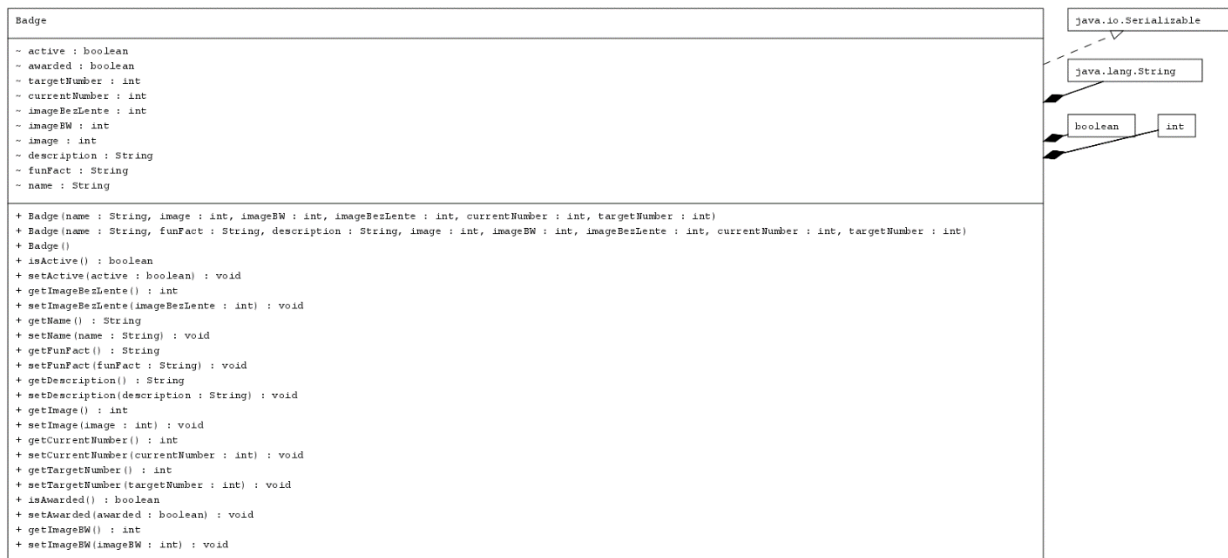 Badge
~ active : boolean
~ awarded : boolean
~ targetNumber : int
~ currentNumber : int
~ imageBezLente : int
~ imageBW : int
~ image : int
~ description : String
~ funFact : String
~ name : String
+ Badge(name : String, image : int, imageBW : int, imageBezLente : int, currentNumber : int, targetNumber : int)
+ Badge(name : String, funFact : String, description : String, image : int, imageBW : int, imageBezLente : int, currentNumber : int, targetNumber : int)
+ Badge()
+ isActive() : boolean
+ setActive(active : boolean) : void
+ getImageBezLente() : int
+ setImageBezLente(imageBezLente : int) : void
+ getName() : String
+ setName(name : String) : void
+ getFunFact() : String
+ setFunFact(funFact : String) : void
+ getDescription() : String
+ setDescription(description : String) : void
+ getImage() : int
+ setImage(image : int) : void
+ getCurrentNumber() : int
+ setCurrentNumber(currentNumber : int) : void
+ getTargetNumber() : int
+ setTargetNumber(targetNumber : int) : void
+ isAwarded() : boolean
+ setAwarded(awarded : boolean) : void
+ getImageBW() : int
+ setImageBW(imageBW : int) : void
java.io.Serializable
java.lang.String
boolean
int